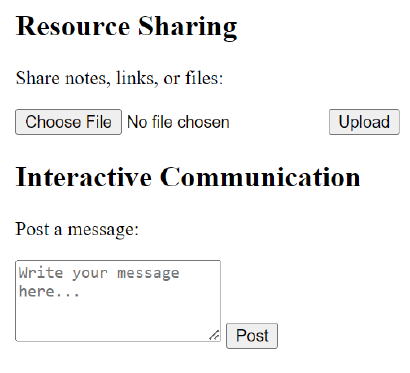 Resource Sharing
Share notes, links, or files:
Choose File No file chosen Upload
Interactive Communication
Post a message:
Write your message
here...
Post